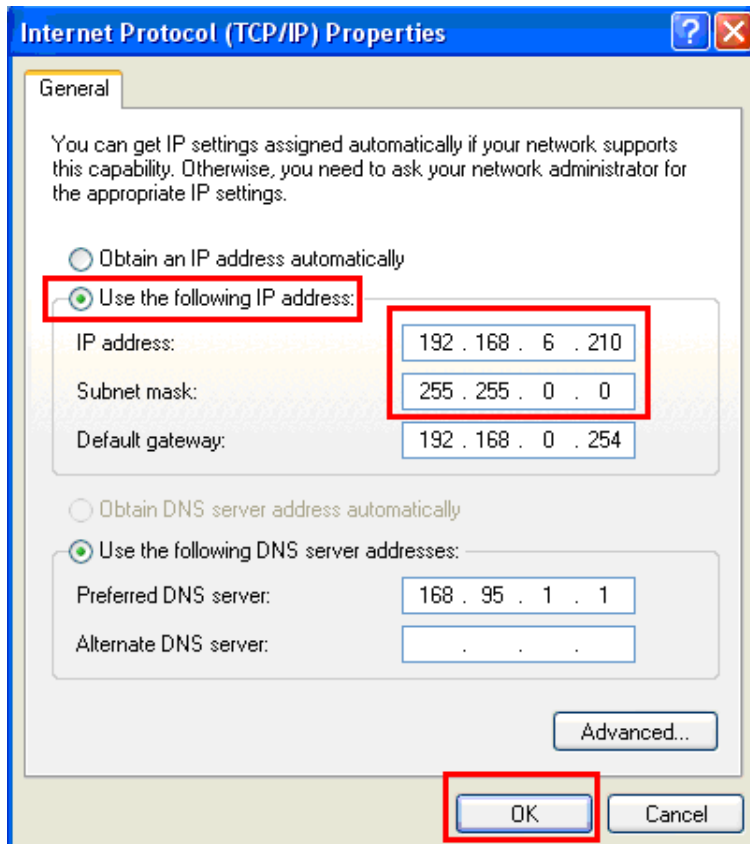 Internet Protocol (TCP/IP) Properties
General
You can get IP settings assigned automatically if your network supports
this capability. Otherwise, you need to ask your network administrator for
the appropriate IP settings.
Obtain an IP address automatically
Use the following IP address:
IP address: 192 . 168 . 6 . 210
Subnet mask: 255 . 255 . 0 . 0
Default gateway: 192 . 168 . 0 . 254
Obtain DNS server address automatically
Use the following DNS server addresses:
Preferred DNS server: 168 . 95 . 1 . 1
Alternate DNS server: . . .
Advanced...
OK Cancel